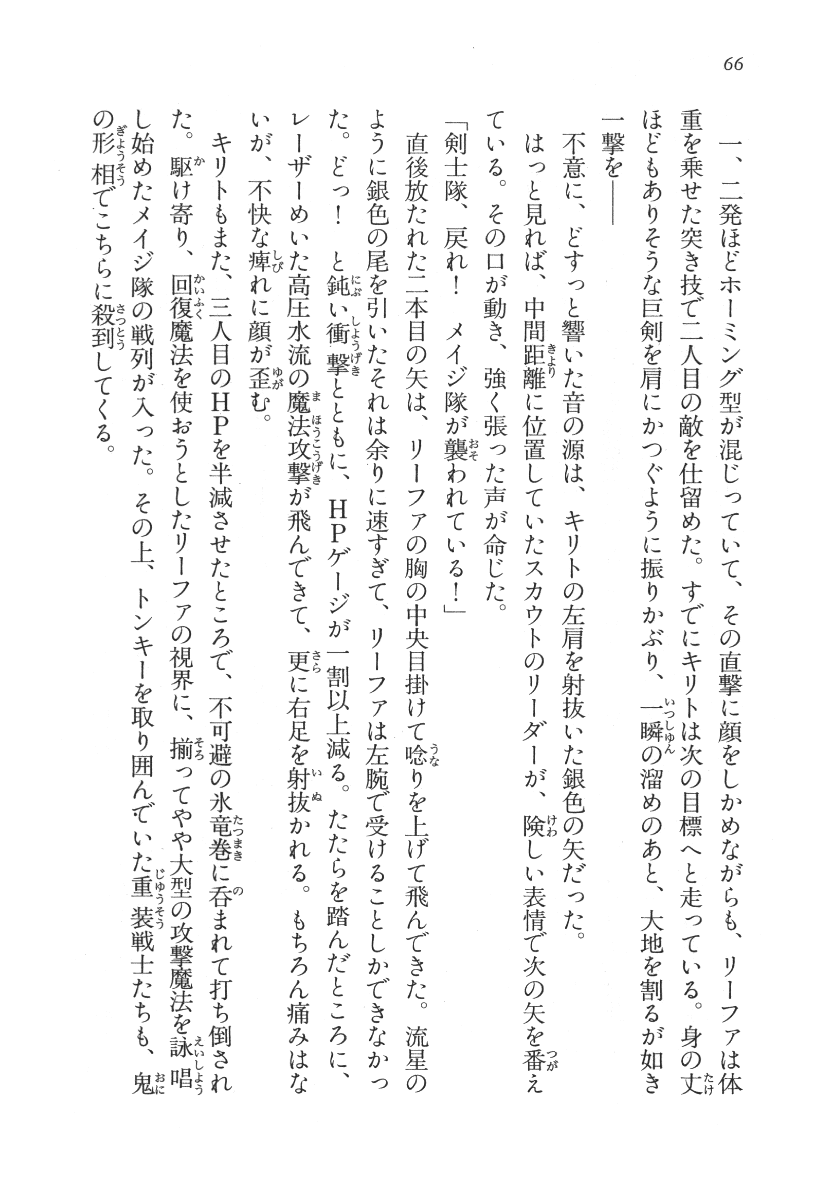 66
一、二発ほどホーミング型が混じっていて、その直撃に顔をしかめながらも、リーファは体
重を乗せた突き技で二人目の敵を仕留めた。すでにキリトは次の目標へと走っている。身の丈
ほどもありそうな巨剣を肩にかつぐように振りかぶり、一瞬の溜めのあと、大地を割るが如き
一撃を――
不意に、どすっと響いた音の源は、キリトの左肩を射抜いた銀色の矢だった。
はっと見れば、中間距離に位置していたスカウトのリーダーが、険しい表情で次の矢を番え
ている。その口が動き、強く張った声が命じた。
「剣士隊、戻れ！　メイジ隊が襲われている！」
直後放たれた二本目の矢は、リーファの胸の中央目掛けて唸りを上げて飛んできた。流星の
ように銀色の尾を引いたそれは余りに速すぎて、リーファは左腕で受けることしかできなかっ
た。どっ！　と鈍い衝撃とともに、ＨＰゲージが一割以上減る。たたらを踏んだところに、
レーザーめいた高圧水流の魔法攻撃が飛んできて、更に右足を射抜かれる。もちろん痛みはな
いが、不快な痺れに顔が歪む。
キリトもまた、三人目のＨＰを半減させたところで、不可避の氷竜巻に呑まれて打ち倒され
た。駆け寄り、回復魔法を使おうとしたリーファの視界に、揃ってやや大型の攻撃魔法を詠唱
し始めたメイジ隊の戦列が入った。その上、トンキーを取り囲んでいた重装戦士たちも、鬼
の形相でこちらに殺到してくる。